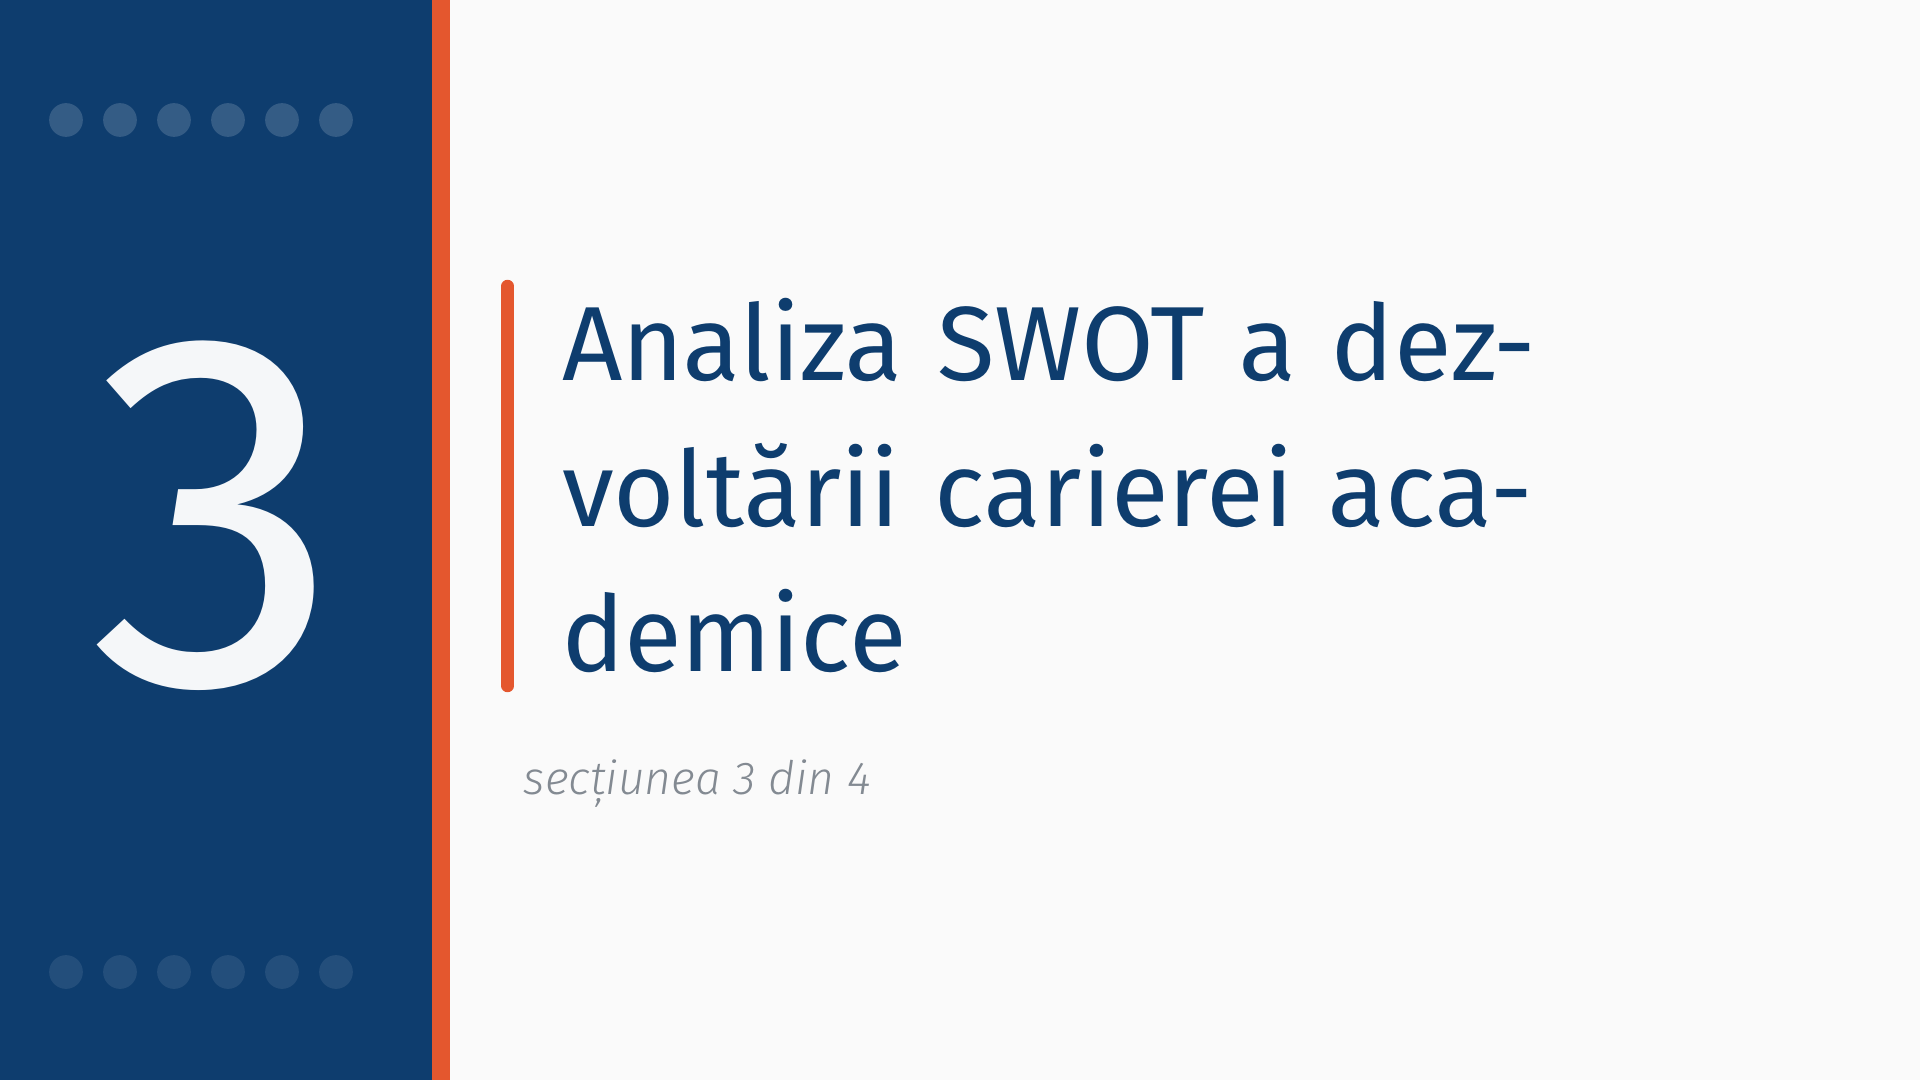 3
Analiza SWOT a dez-
voltării carierei aca-
demice
secțiunea 3 din 4